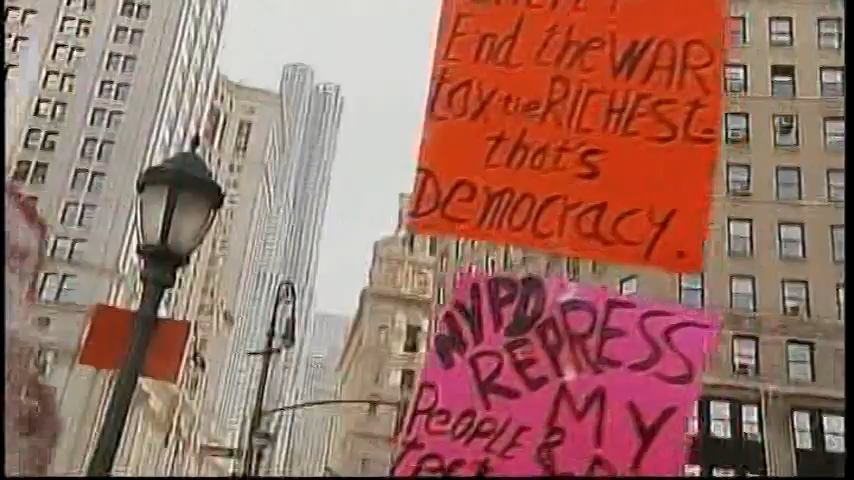 End the WAR
tax the RICHEST.
that's
Democracy.
NYPD
REPRESS
MY
PEOPLE &